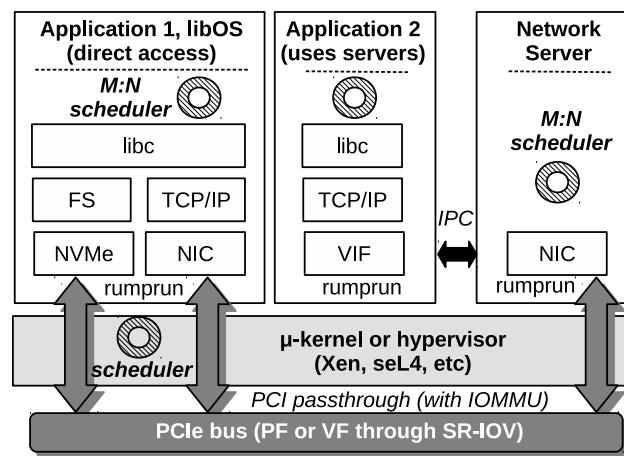 Application 1, libOS
(direct access)
M:N
scheduler
libc
FS
TCP/IP
NVMe
NIC
rumprun
Application 2
(uses servers)
libc
TCP/IP
VIF
rumprun
IPC
Network
Server
M:N
scheduler
NIC
rumprun
scheduler
μ-kernel or hypervisor
(Xen, seL4, etc)
PCI passthrough (with IOMMU)
PCIe bus (PF or VF through SR-IOV)